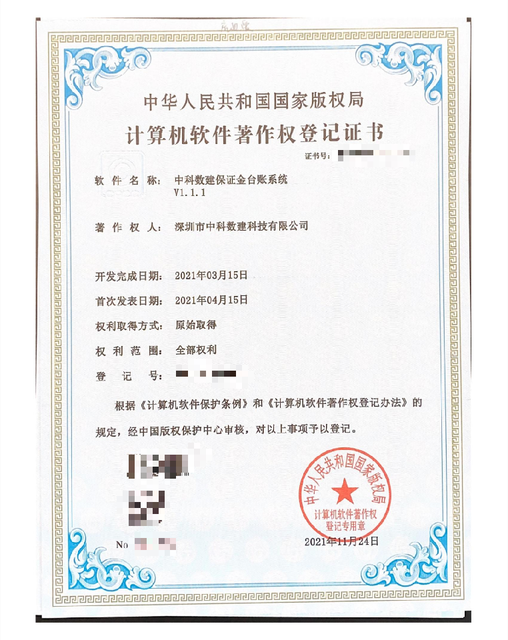 中华人民共和国国家版权局
计算机软件著作权登记证书
证书号:
软件名称: 中科数建保证金台账系统
V1.1.1
著作权人: 深圳市中科数建科技有限公司
开发完成日期: 2021年03月15日
首次发表日期: 2021年04月15日
权利取得方式: 原始取得
权利范围: 全部权利
登记号:
根据《计算机软件保护条例》和《计算机软件著作权登记办法》的
规定,经中国版权保护中心审核,对以上事项予以登记。
中华人民共和国国家版权局
计算机软件著作权
登记专用章
No
2021年11月24日